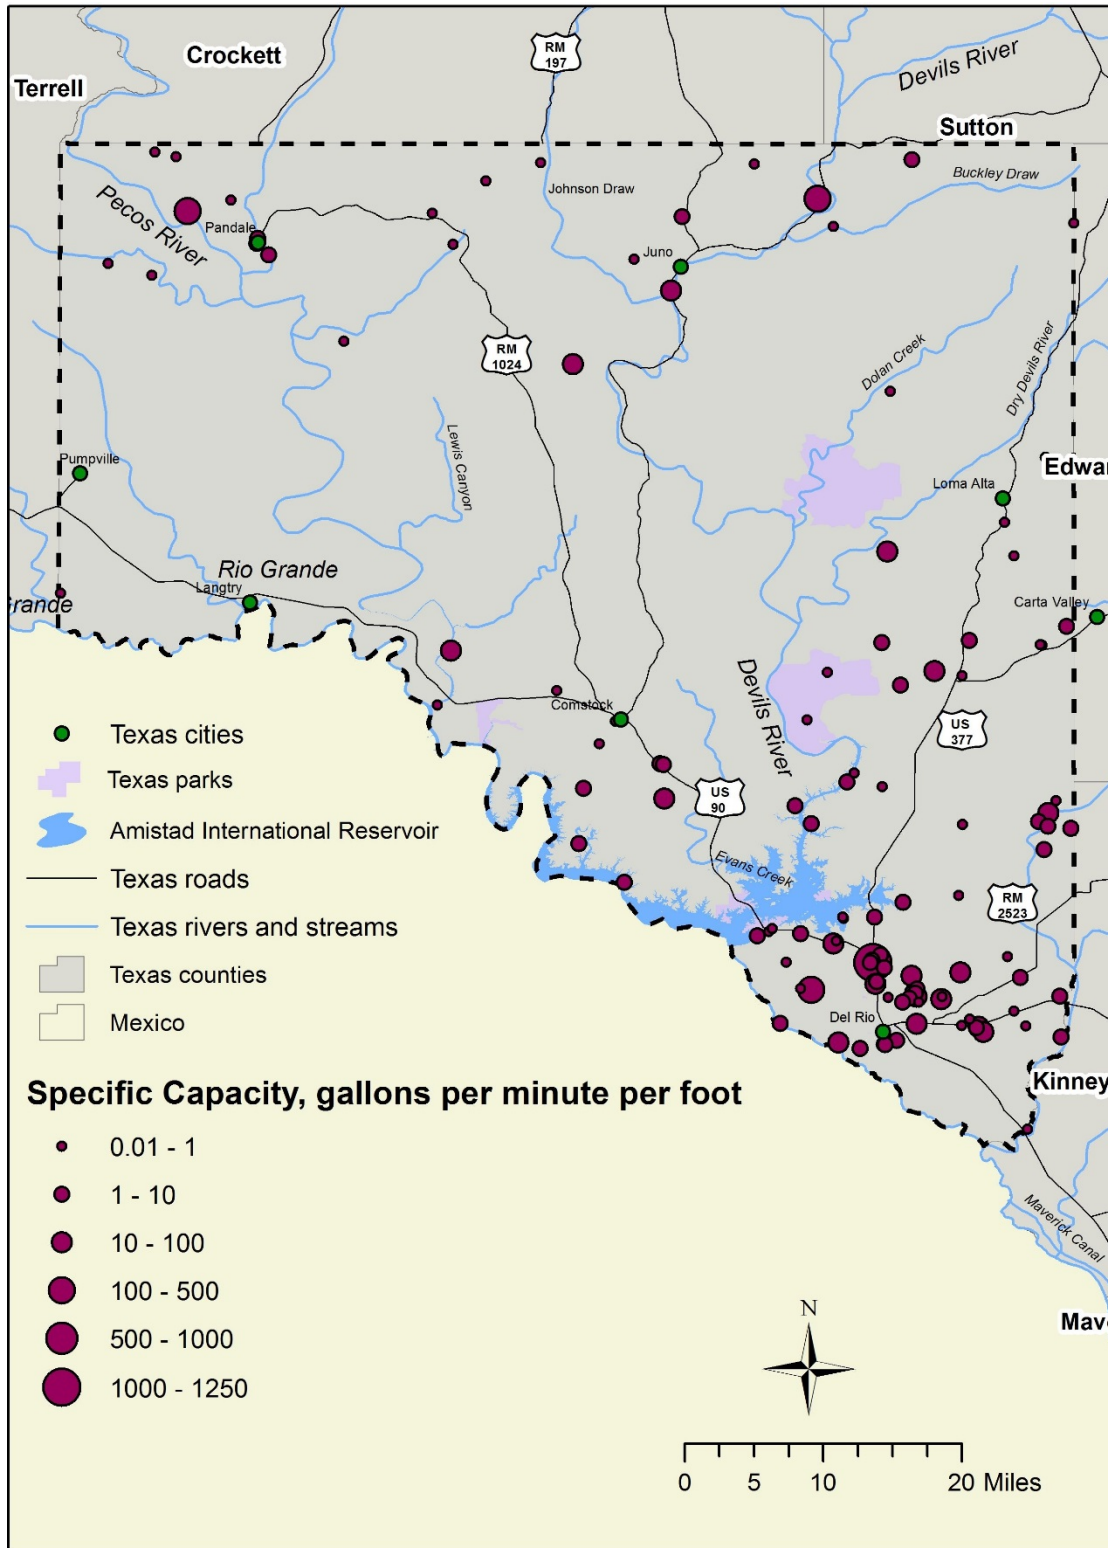 Crockett
Terrell
RM
197
Devils River
Sutton
Buckley Draw
Johnson Draw
Pecos River
Pandale
Juno
RM
1024
Dolan Creek
Dry Devils River
Lewis Canyon
Pumpville
Edwar
Loma Alta
Rio Grande
Langtry
Grande
Carta Valley
Devils River
Comstock
US
377
US
90
Evans Creek
RM
2523
Del Rio
Kinney
Maverick Canal
Mave
Texas cities
Texas parks
Amistad International Reservoir
Texas roads
Texas rivers and streams
Texas counties
Mexico
Specific Capacity, gallons per minute per foot
0.01 - 1
1 - 10
10 - 100
100 - 500
500 - 1000
1000 - 1250
N
0 5 10 20 Miles